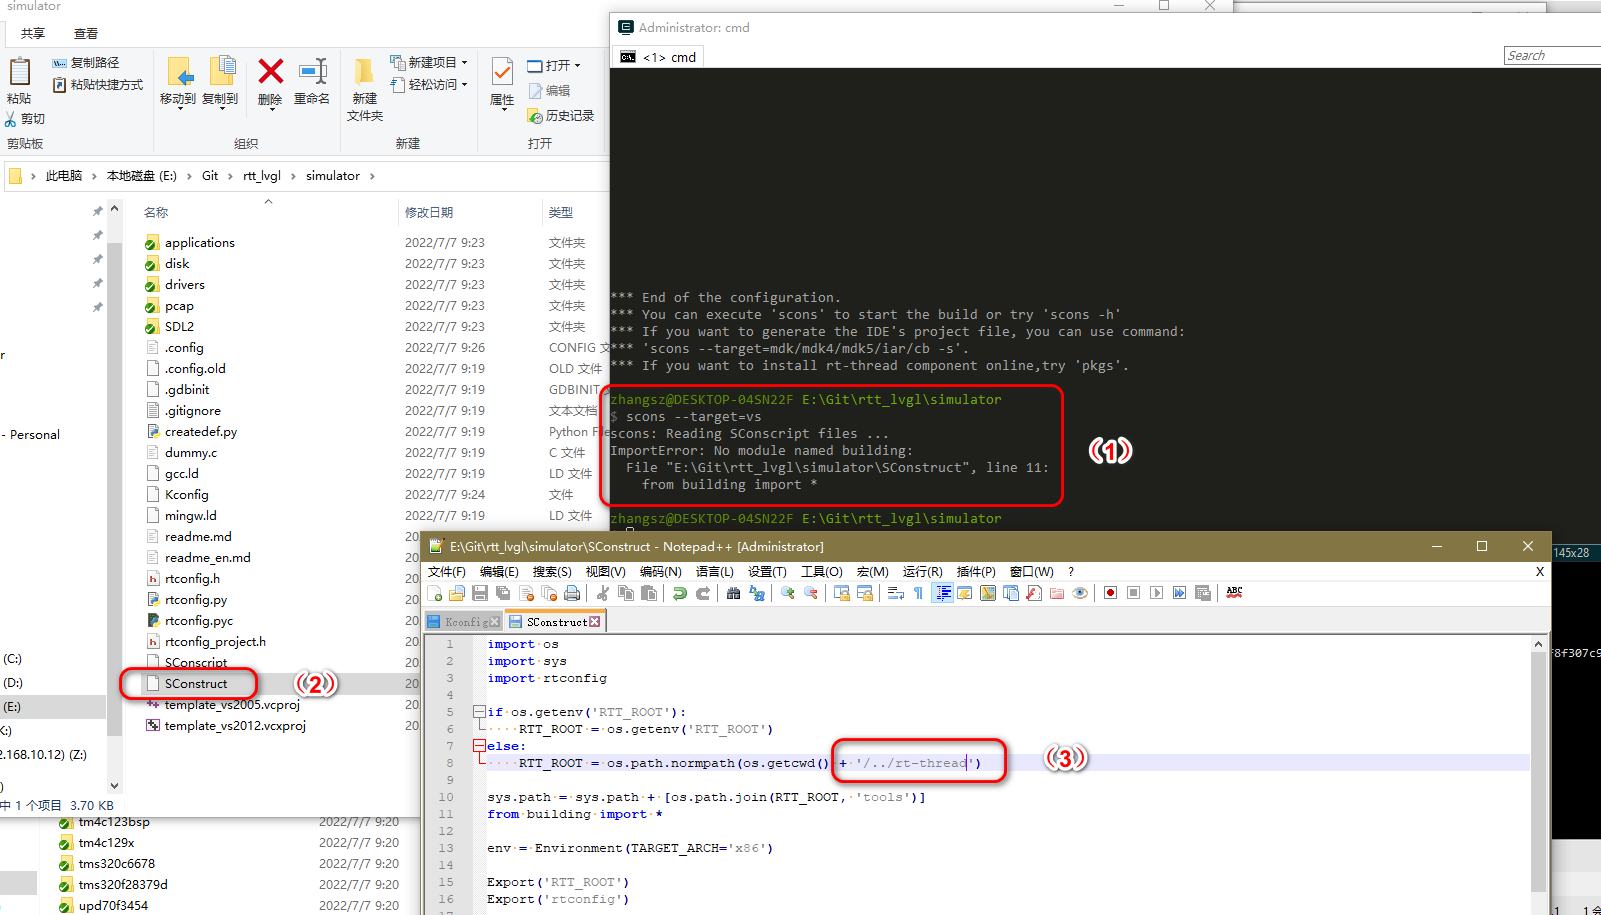 simulator
共享 查看
粘贴
剪切
复制路径
粘贴快捷方式
剪贴板
移动到 复制到 删除 重命名
组织
新建
文件夹
新建项目
轻松访问
新建
属性
打开
编辑
历史记录
打开
此电脑 › 本地磁盘 (E:) › Git › rtt_lvgl › simulator ›
名称 修改日期 类型
applications 2022/7/7 9:23 文件夹
disk 2022/7/7 9:23 文件夹
drivers 2022/7/7 9:23 文件夹
pcap 2022/7/7 9:23 文件夹
SDL2 2022/7/7 9:23 文件夹
.config 2022/7/7 9:26 CONFIG 文
.config.old 2022/7/7 9:19 OLD 文件
.gdbinit 2022/7/7 9:19 GDBINIT
.gitignore 2022/7/7 9:19 文本文档
createdef.py 2022/7/7 9:19 Python File
dummy.c 2022/7/7 9:19 C 文件
gcc.ld 2022/7/7 9:19 LD 文件
Kconfig 2022/7/7 9:24 文件
mingw.ld 2022/7/7 9:19 LD 文件
readme.md 20
readme_en.md 20
rtconfig.h 20
rtconfig.py 20
rtconfig.pyc 20
rtconfig_project.h 20
SConscript 20
SConstruct 20
template_vs2005.vcproj 20
template_vs2012.vcxproj 20
r
- Personal
(C:)
(D:)
(E:)
K:)
2.168.10.12) (Z:)
)
中 1 个项目 3.70 KB
tm4c123bsp 2022/7/7 9:20
tm4c129x 2022/7/7 9:20
tms320c6678 2022/7/7 9:20
tms320f28379d 2022/7/7 9:20
upd70f3454 2022/7/7 9:20
(2)
Administrator: cmd
<1> cmd
Search
*** End of the configuration.
*** You can execute 'scons' to start the build or try 'scons -h'
*** If you want to generate the IDE's project file, you can use command:
*** 'scons --target=mdk/mdk4/mdk5/iar/cb -s'.
*** If you want to install rt-thread component online,try 'pkgs'.
zhangsz@DESKTOP-04SN22F E:\Git\rtt_lvgl\simulator
$ scons --target=vs
scons: Reading SConscript files ...
ImportError: No module named building:
File "E:\Git\rtt_lvgl\simulator\SConstruct", line 11:
from building import *
(1)
zhangsz@DESKTOP-04SN22F E:\Git\rtt_lvgl\simulator
145x28
8f307c9
E:\Git\rtt_lvgl\simulator\SConstruct - Notepad++ [Administrator]
文件(F) 编辑(E) 搜索(S) 视图(V) 编码(N) 语言(L) 设置(T) 工具(O) 宏(M) 运行(R) 插件(P) 窗口(W) ? X
ABC
Kconfig SConstruct
1 import os
2 import sys
3 import rtconfig
4
5 if os.getenv('RTT_ROOT'):
6 RTT_ROOT = os.getenv('RTT_ROOT')
7 else:
8 RTT_ROOT = os.path.normpath(os.getcwd() + '/../rt-thread')
9
10 sys.path = sys.path + [os.path.join(RTT_ROOT, 'tools')]
11 from building import *
12
13 env = Environment(TARGET_ARCH='x86')
14
15 Export('RTT_ROOT')
16 Export('rtconfig')
(3)